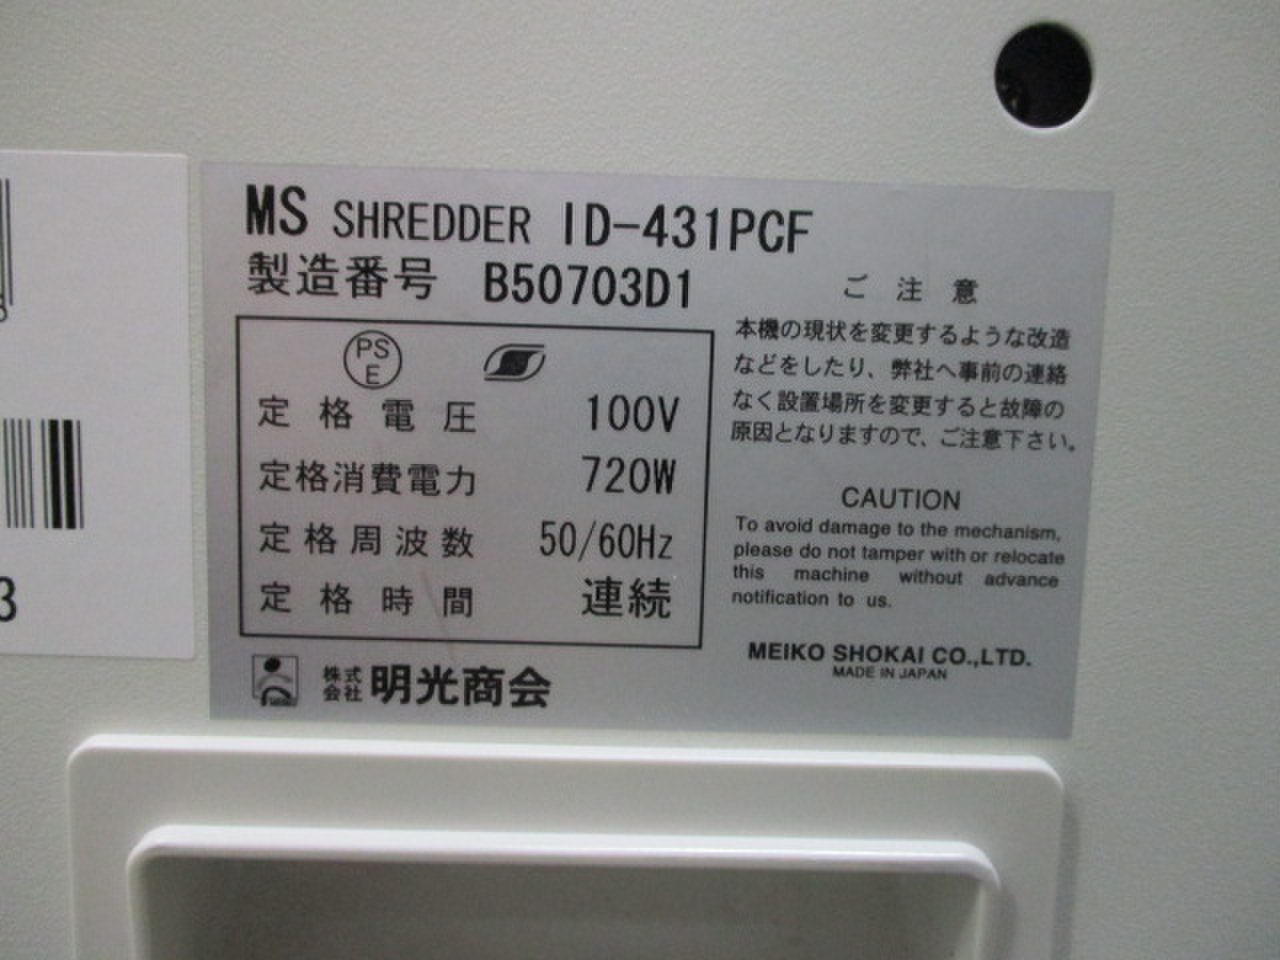 MS SHREDDER ID-431PCF
製造番号 B50703D1
PS
E
定格電圧 100V
定格消費電力 720W
定格周波数 50/60Hz
定格時間 連続
株式
会社 明光商会
ご注意
本機の現状を変更するような改造
などをしたり、弊社へ事前の連絡
なく設置場所を変更すると故障の
原因となりますので、ご注意下さい。
CAUTION
To avoid damage to the mechanism,
please do not tamper with or relocate
this machine without advance
notification to us.
MEIKO SHOKAI CO.,LTD.
MADE IN JAPAN
3